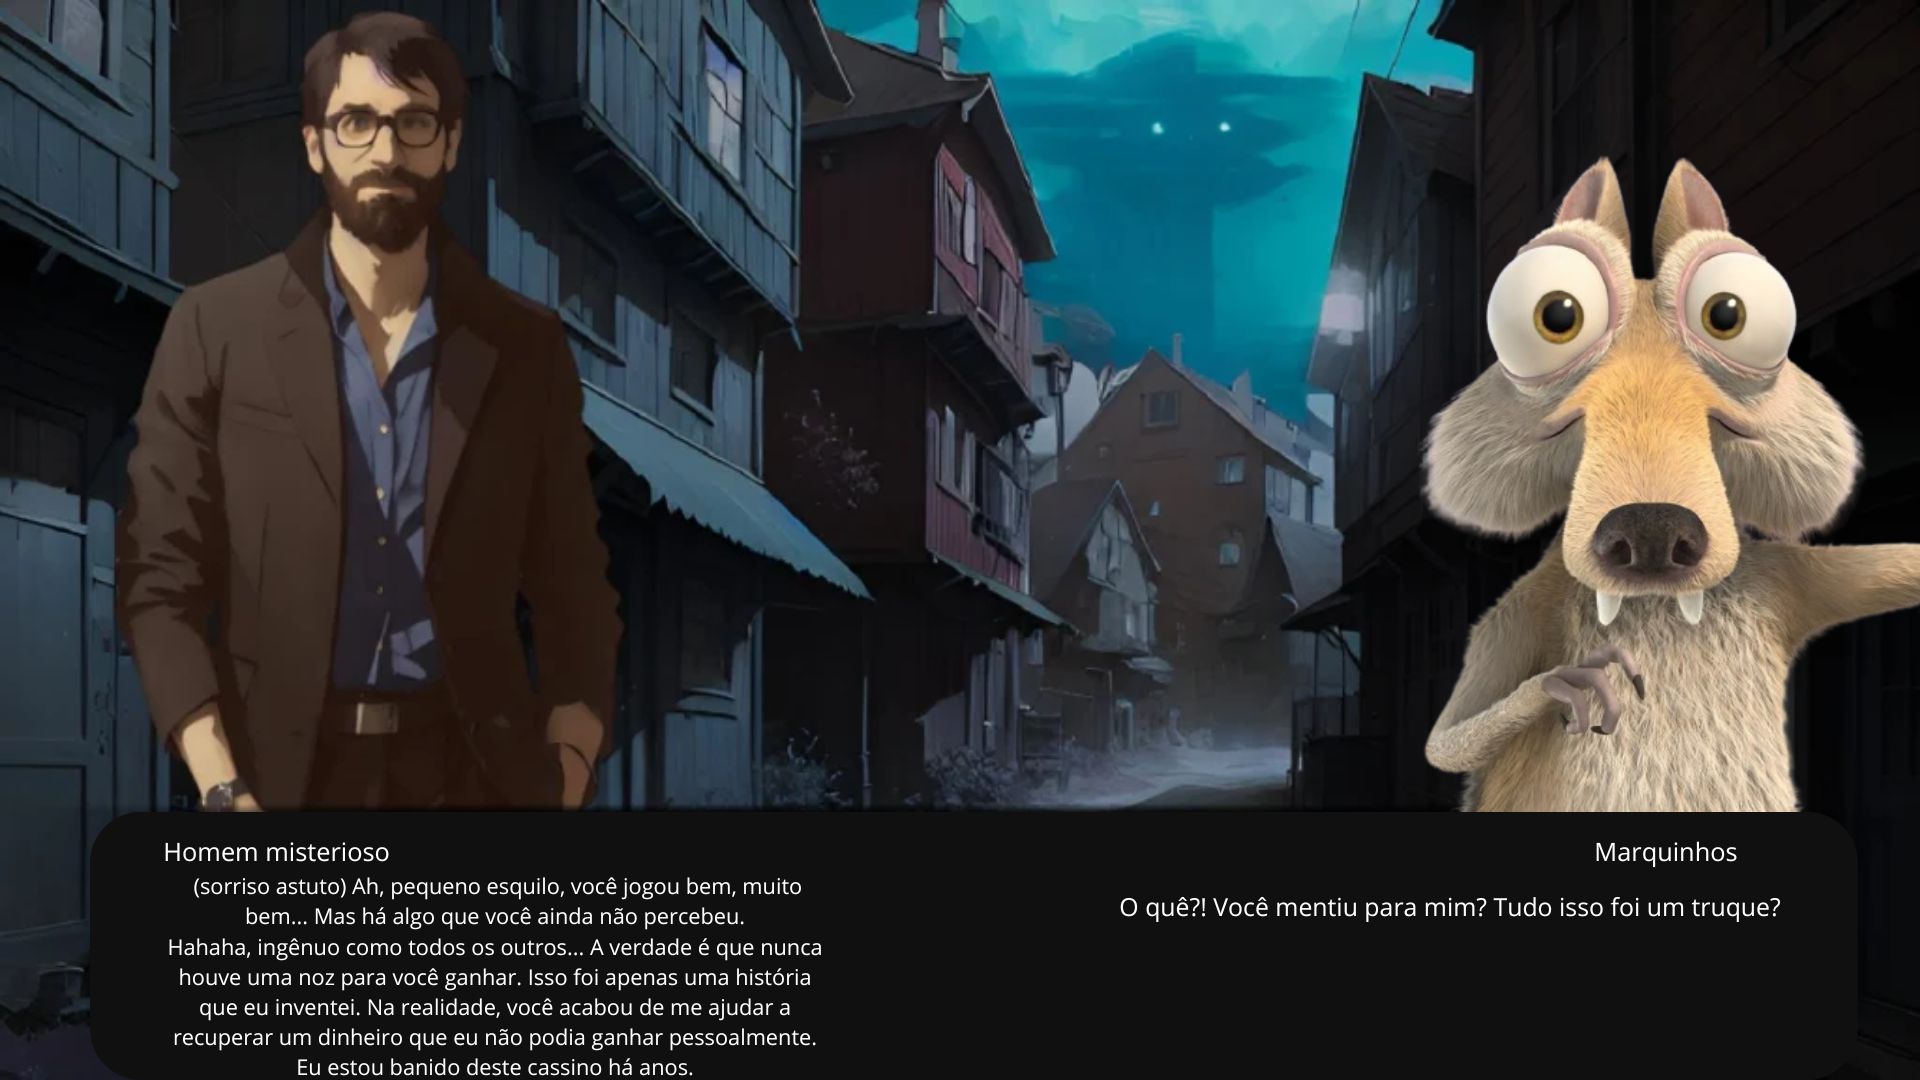 Homem misterioso
(sorriso astuto) Ah, pequeno esquilo, você jogou bem, muito
bem... Mas há algo que você ainda não percebeu.
Hahaha, ingênuo como todos os outros... A verdade é que nunca
houve uma noz para você ganhar. Isso foi apenas uma história
que eu inventei. Na realidade, você acabou de me ajudar a
recuperar um dinheiro que eu não podia ganhar pessoalmente.
Eu estou banido deste cassino há anos.
Marquinhos
O quê?! Você mentiu para mim? Tudo isso foi um truque?